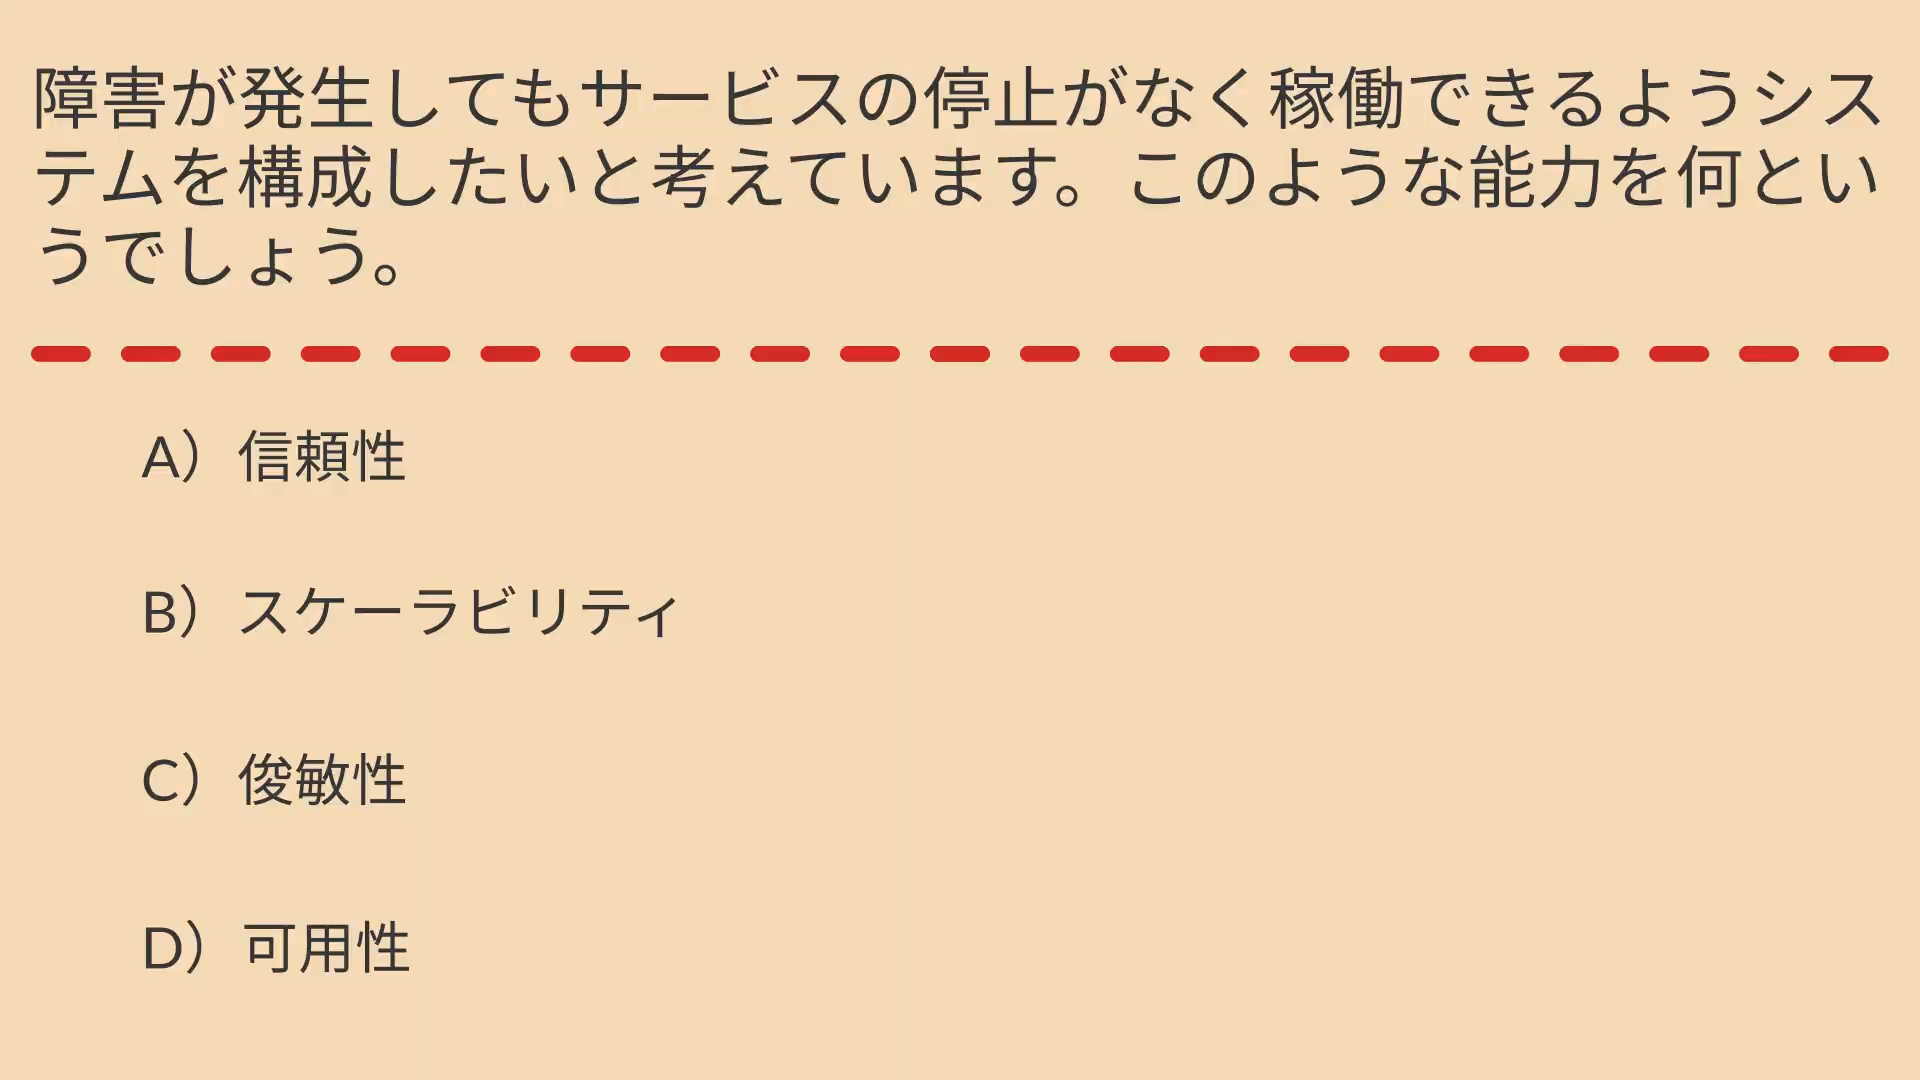 障害が発生してもサービスの停止がなく稼働できるようシス
テムを構成したいと考えています。このような能力を何とい
うでしょう。
A）信頼性
B）スケーラビリティ
C）俊敏性
D）可用性